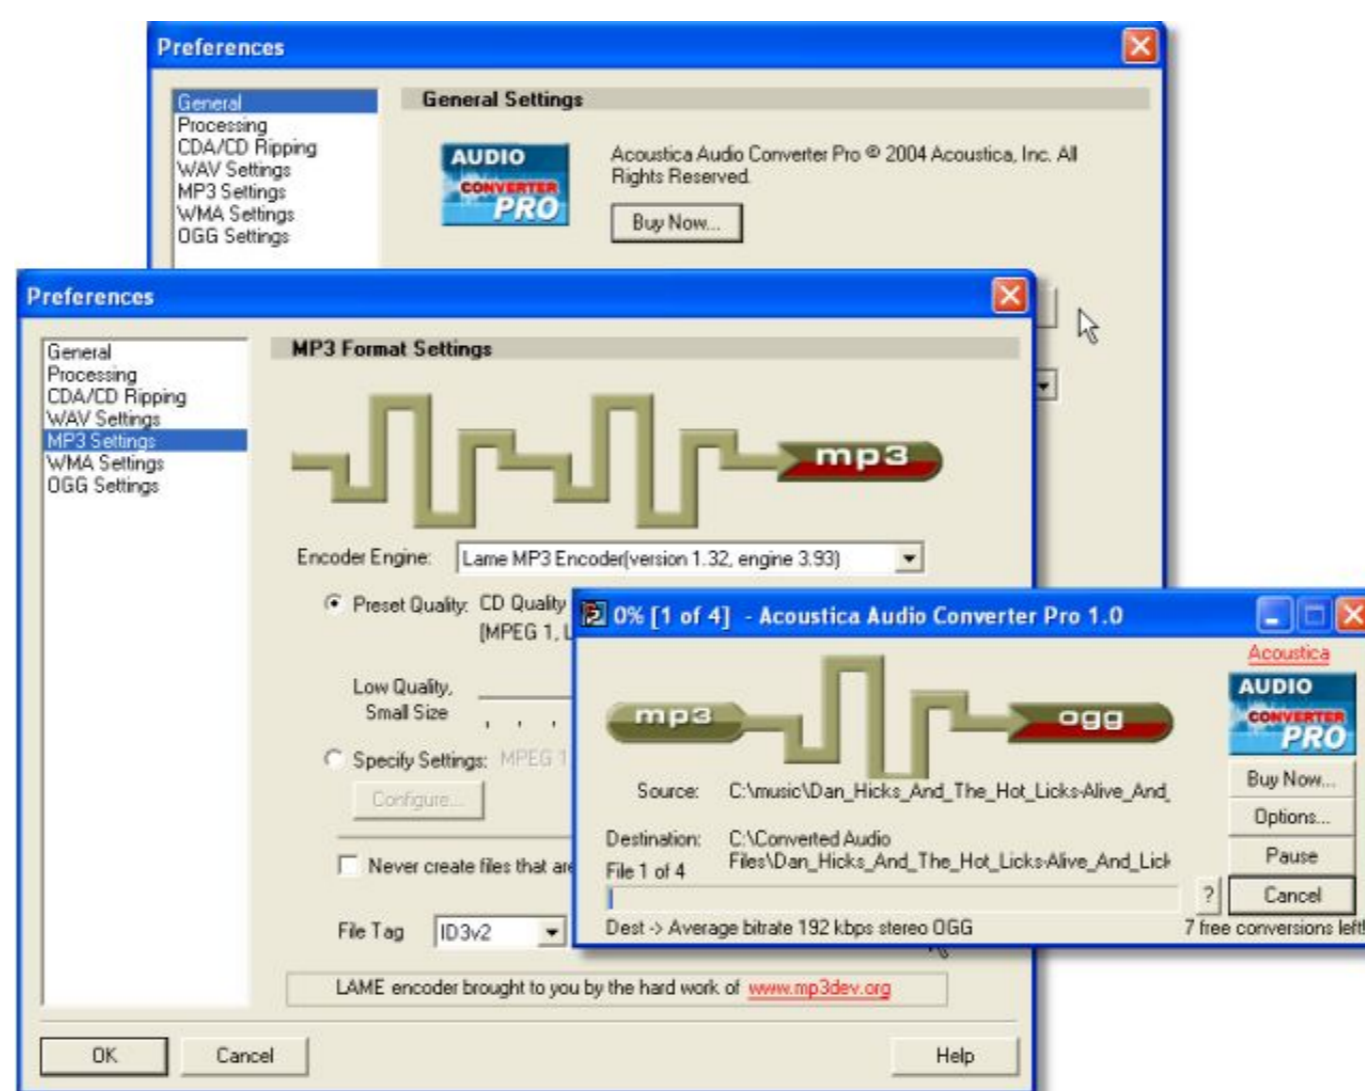 Preferences
General
Processing
CDA/CD Ripping
WAV Settings
MP3 Settings
WMA Settings
OGG Settings
General Settings
AUDIO
CONVERTER
PRO
Acoustica Audio Converter Pro © 2004 Acoustica, Inc. All
Rights Reserved.
Buy Now...
Preferences
General
Processing
CDA/CD Ripping
WAV Settings
MP3 Settings
WMA Settings
OGG Settings
MP3 Format Settings
mp3
Encoder Engine: Lame MP3 Encoder(version 1.32, engine 3.93)
Preset Quality: CD Quality
[MPEG 1, L
Low Quality,
Small Size
Specify Settings: MPEG 1
Configure...
Never create files that are
File Tag ID3v2
LAME encoder brought to you by the hard work of www.mp3dev.org
OK Cancel Help
0% [1 of 4] - Acoustica Audio Converter Pro 1.0
Acoustica
AUDIO
CONVERTER
PRO
mp3 ogg
Source: C:\music\Dan_Hicks_And_The_Hot_Licks-Alive_And_
Destination: C:\Converted Audio
Files\Dan_Hicks_And_The_Hot_Licks-Alive_And_Lick
File 1 of 4
Buy Now...
Options...
Pause
? Cancel
Dest -> Average bitrate 192 kbps stereo OGG
7 free conversions left!